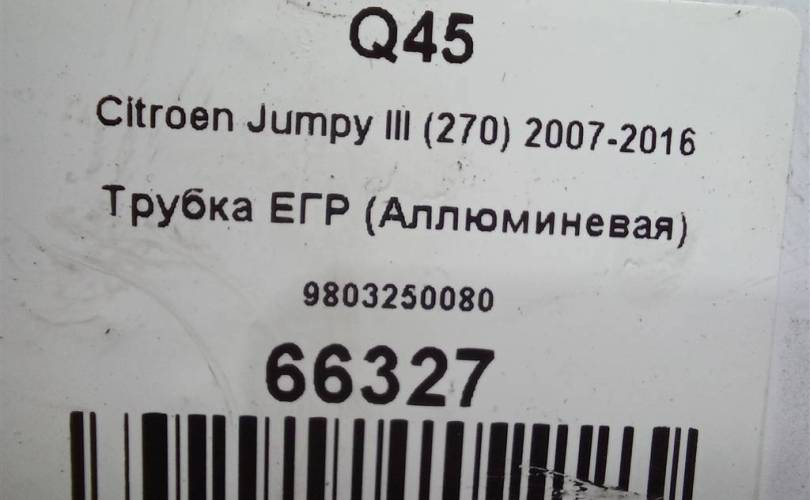 Q45
Citroen Jumpy III (270) 2007-2016
Трубка ЕГР (Аллюминевая)
9803250080
66327